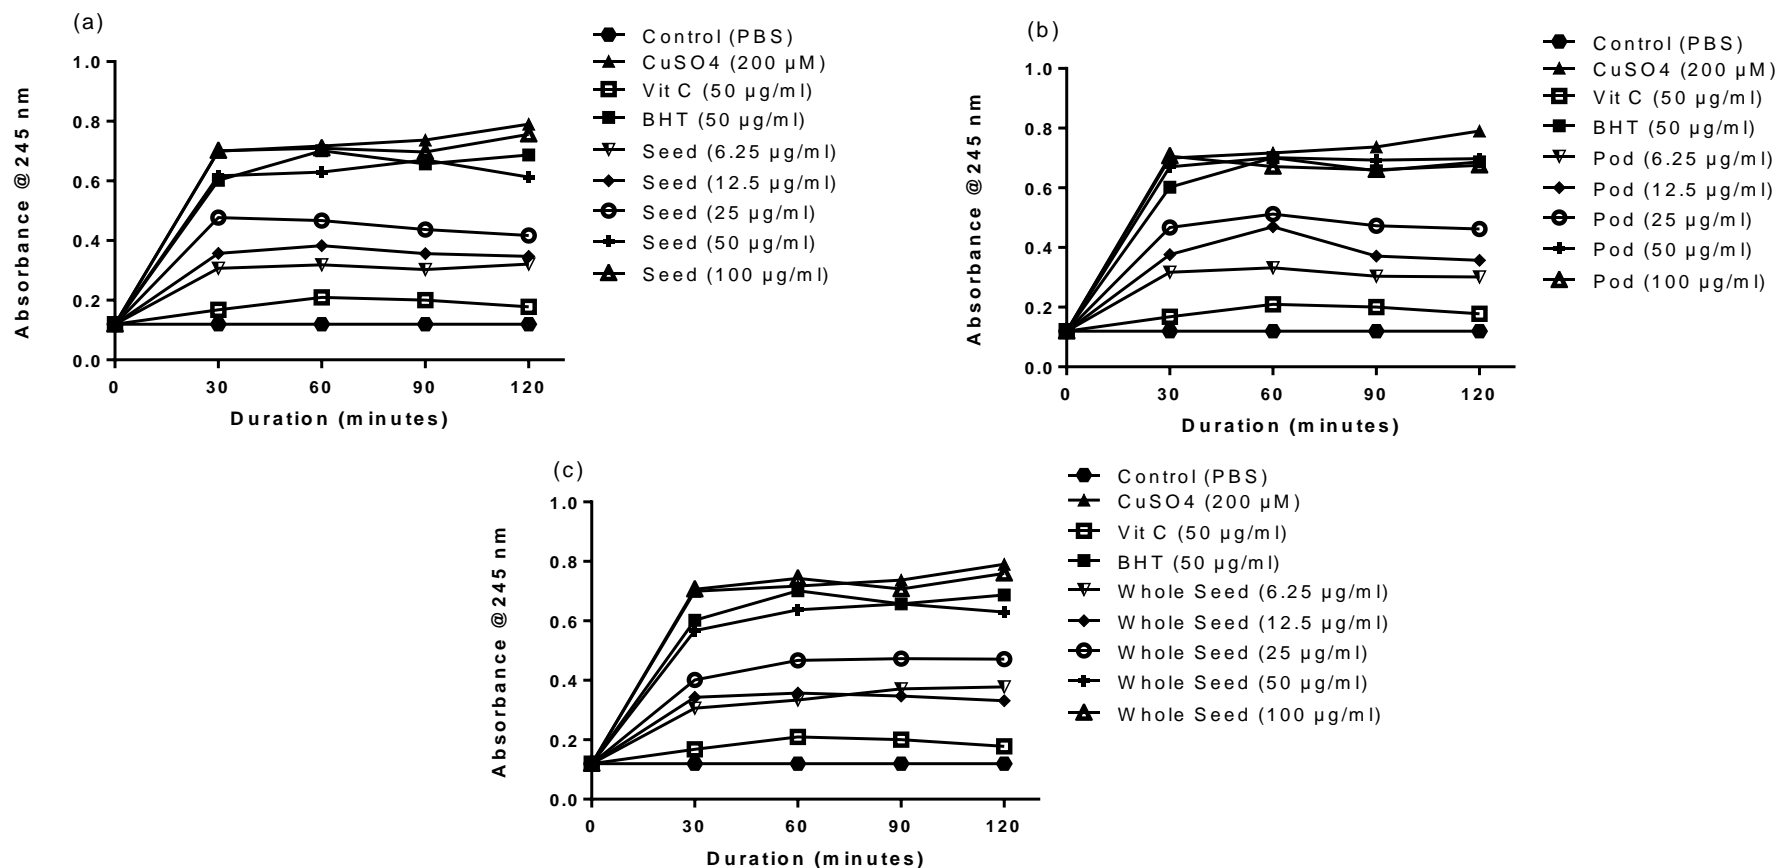 (a)
Absorbance @245 nm
1.0
0.8
0.6
0.4
0.2
0.0
0 30 60 90 120
Duration (minutes)
Control (PBS)
CuSO4 (200 µM)
Vit C (50 µg/ml)
BHT (50 µg/ml)
Seed (6.25 µg/ml)
Seed (12.5 µg/ml)
Seed (25 µg/ml)
Seed (50 µg/ml)
Seed (100 µg/ml)
(b)
Absorbance @245 nm
1.0
0.8
0.6
0.4
0.2
0.0
0 30 60 90 120
Duration (minutes)
Control (PBS)
CuSO4 (200 µM)
Vit C (50 µg/ml)
BHT (50 µg/ml)
Pod (6.25 µg/ml)
Pod (12.5 µg/ml)
Pod (25 µg/ml)
Pod (50 µg/ml)
Pod (100 µg/ml)
(c)
Absorbance @245 nm
1.0
0.8
0.6
0.4
0.2
0.0
0 30 60 90 120
Duration (minutes)
Control (PBS)
CuSO4 (200 µM)
Vit C (50 µg/ml)
BHT (50 µg/ml)
Whole Seed (6.25 µg/ml)
Whole Seed (12.5 µg/ml)
Whole Seed (25 µg/ml)
Whole Seed (50 µg/ml)
Whole Seed (100 µg/ml)